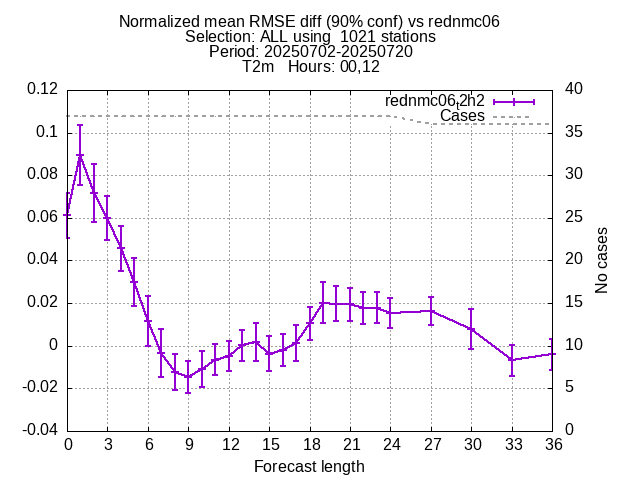 Normalized mean RMSE diff (90% conf) vs rednmc06
Selection: ALL using  1021 stations
Period: 20250702-20250720
T2m   Hours: 00,12
0.12 40
rednmc06_t2h2
Cases
0.1 35
0.08 30
0.06 25
0.04 20
0.02 15
0 10
-0.02 5
-0.04 0
No cases
0 3 6 9 12 15 18 21 24 27 30 33 36
Forecast length